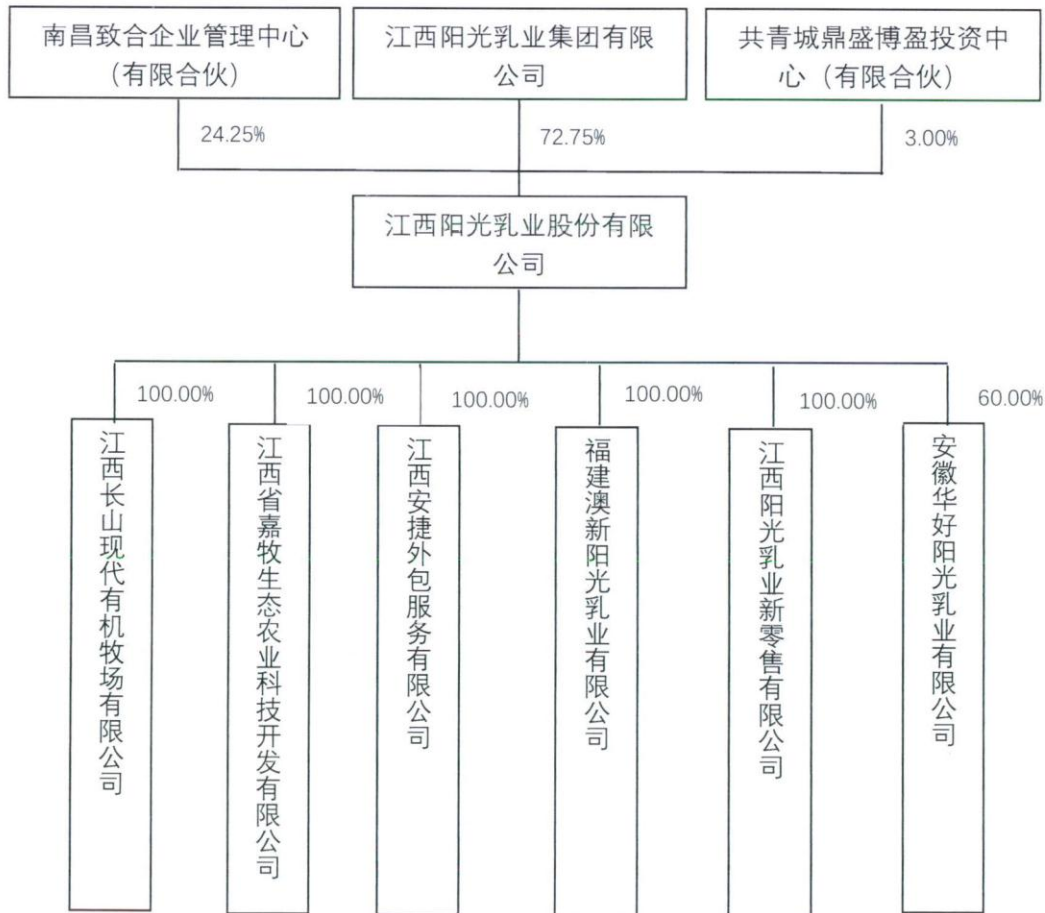 南昌致合企业管理中心
（有限合伙）
江西阳光乳业集团有限
公司
共青城鼎盛博盈投资中
心（有限合伙）
24.25%
72.75%
3.00%
江西阳光乳业股份有限
公司
100.00%
100.00%
100.00%
100.00%
100.00%
60.00%
江西长山现代有机牧场有限公司
江西省嘉牧生态农业科技开发有限公司
江西安捷外包服务有限公司
福建澳新阳光乳业有限公司
江西阳光乳业新零售有限公司
安徽华好阳光乳业有限公司